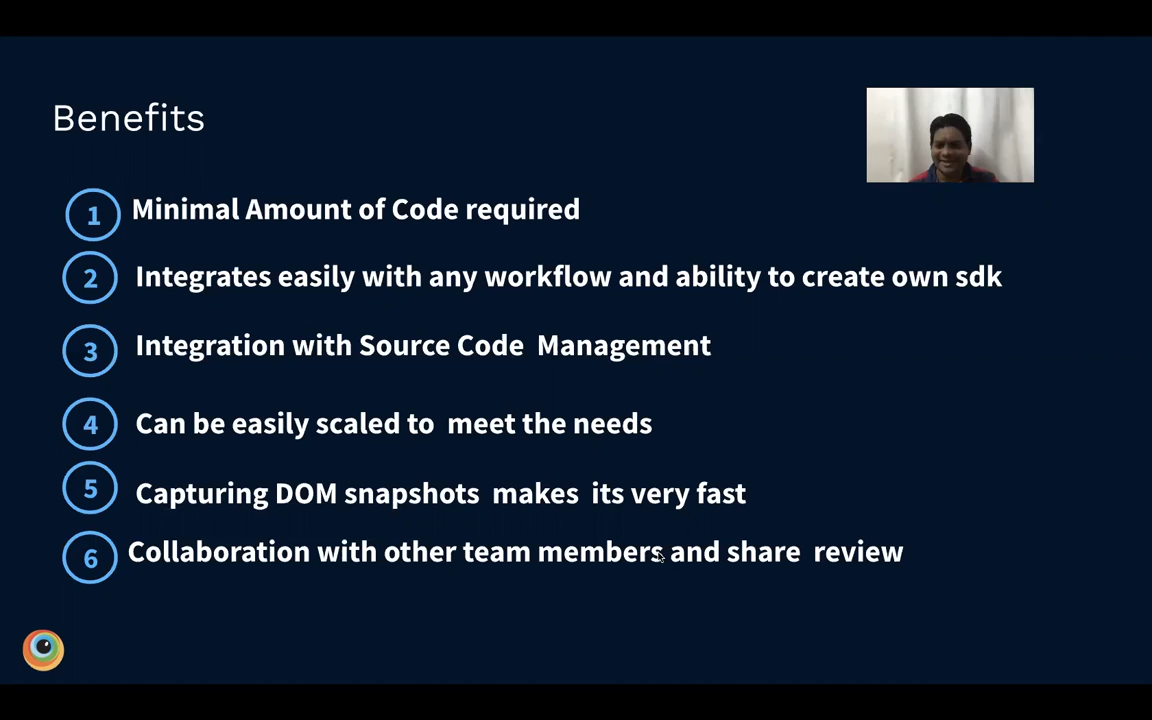 Benefits
1 Minimal Amount of Code required
2 Integrates easily with any workflow and ability to create own sdk
3 Integration with Source Code Management
4 Can be easily scaled to meet the needs
5 Capturing DOM snapshots makes its very fast
6 Collaboration with other team members and share review